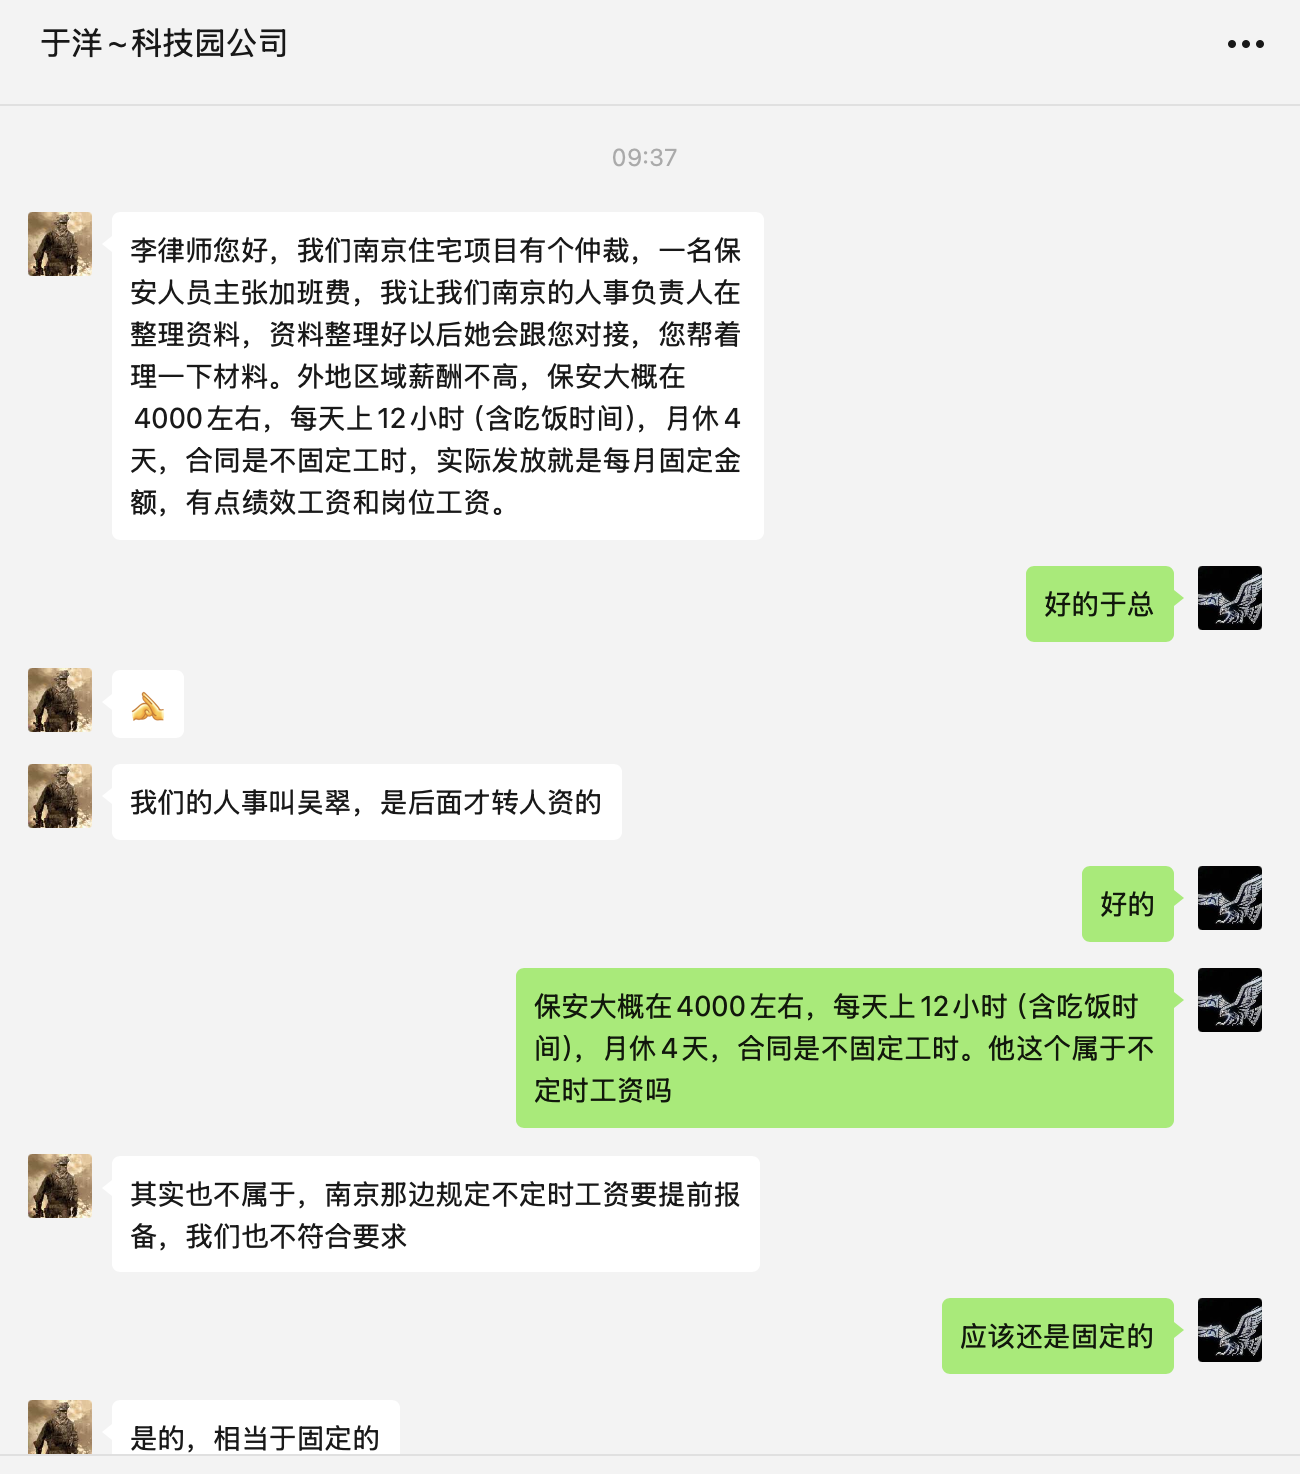 于洋~科技园公司
09:37
李律师您好，我们南京住宅项目有个仲裁，一名保
安人员主张加班费，我让我们南京的人事负责人在
整理资料，资料整理好以后她会跟您对接，您帮着
理一下材料。外地区域薪酬不高，保安大概在
4000左右，每天上12小时（含吃饭时间），月休4
天，合同是不固定工时，实际发放就是每月固定金
额，有点绩效工资和岗位工资。
好的于总
我们的人事叫吴翠，是后面才转人资的
好的
保安大概在4000左右，每天上12小时（含吃饭时
间），月休4天，合同是不固定工时。他这个属于不
定时工资吗
其实也不属于，南京那边规定不定时工资要提前报
备，我们也不符合要求
应该还是固定的
是的，相当于固定的